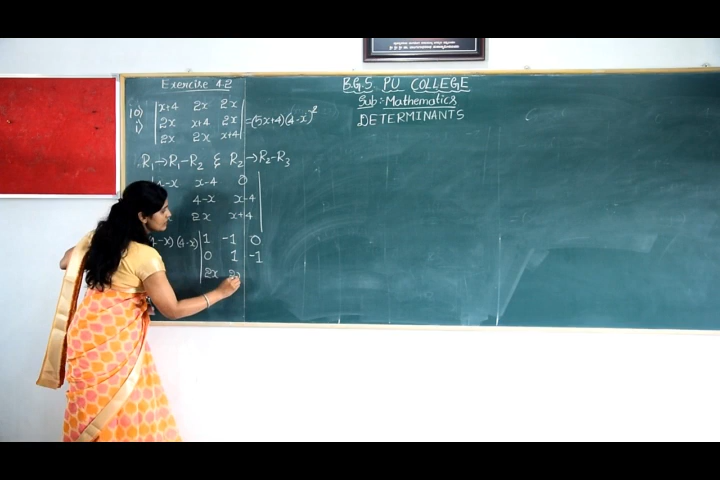 Exercise 4.2
B.G.S PU COLLEGE
Sub:- Mathematics
DETERMINANTS
10)
i) | x+4 2x 2x |
| 2x x+4 2x | = (5x+4)(4-x)²
| 2x 2x x+4 |
R₁→R₁-R₂ & R₂→R₂-R₃
4-x x-4 0
4-x x-4
2x x+4
-x)(4-x) | 1 -1 0
0 1 -1
2x 2x